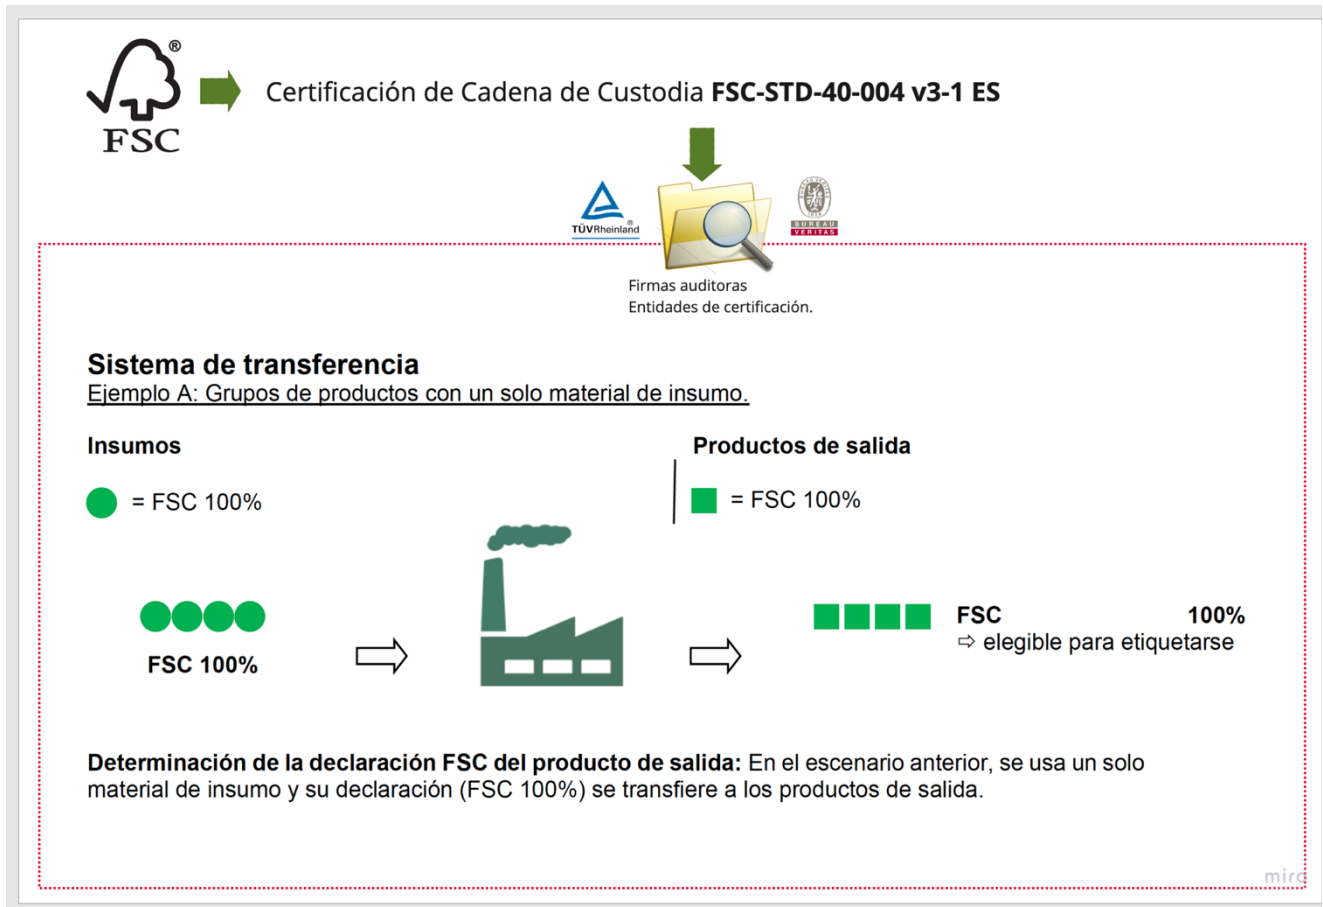 FSC
®
Certificación de Cadena de Custodia FSC-STD-40-004 v3-1 ES
TÜVRheinland®
BUREAU
VERITAS
Firmas auditoras
Entidades de certificación.
Sistema de transferencia
Ejemplo A: Grupos de productos con un solo material de insumo.
Insumos
Productos de salida
= FSC 100%
= FSC 100%
FSC 100%
FSC 100%
⇨ elegible para etiquetarse
Determinación de la declaración FSC del producto de salida: En el escenario anterior, se usa un solo
material de insumo y su declaración (FSC 100%) se transfiere a los productos de salida.
miro